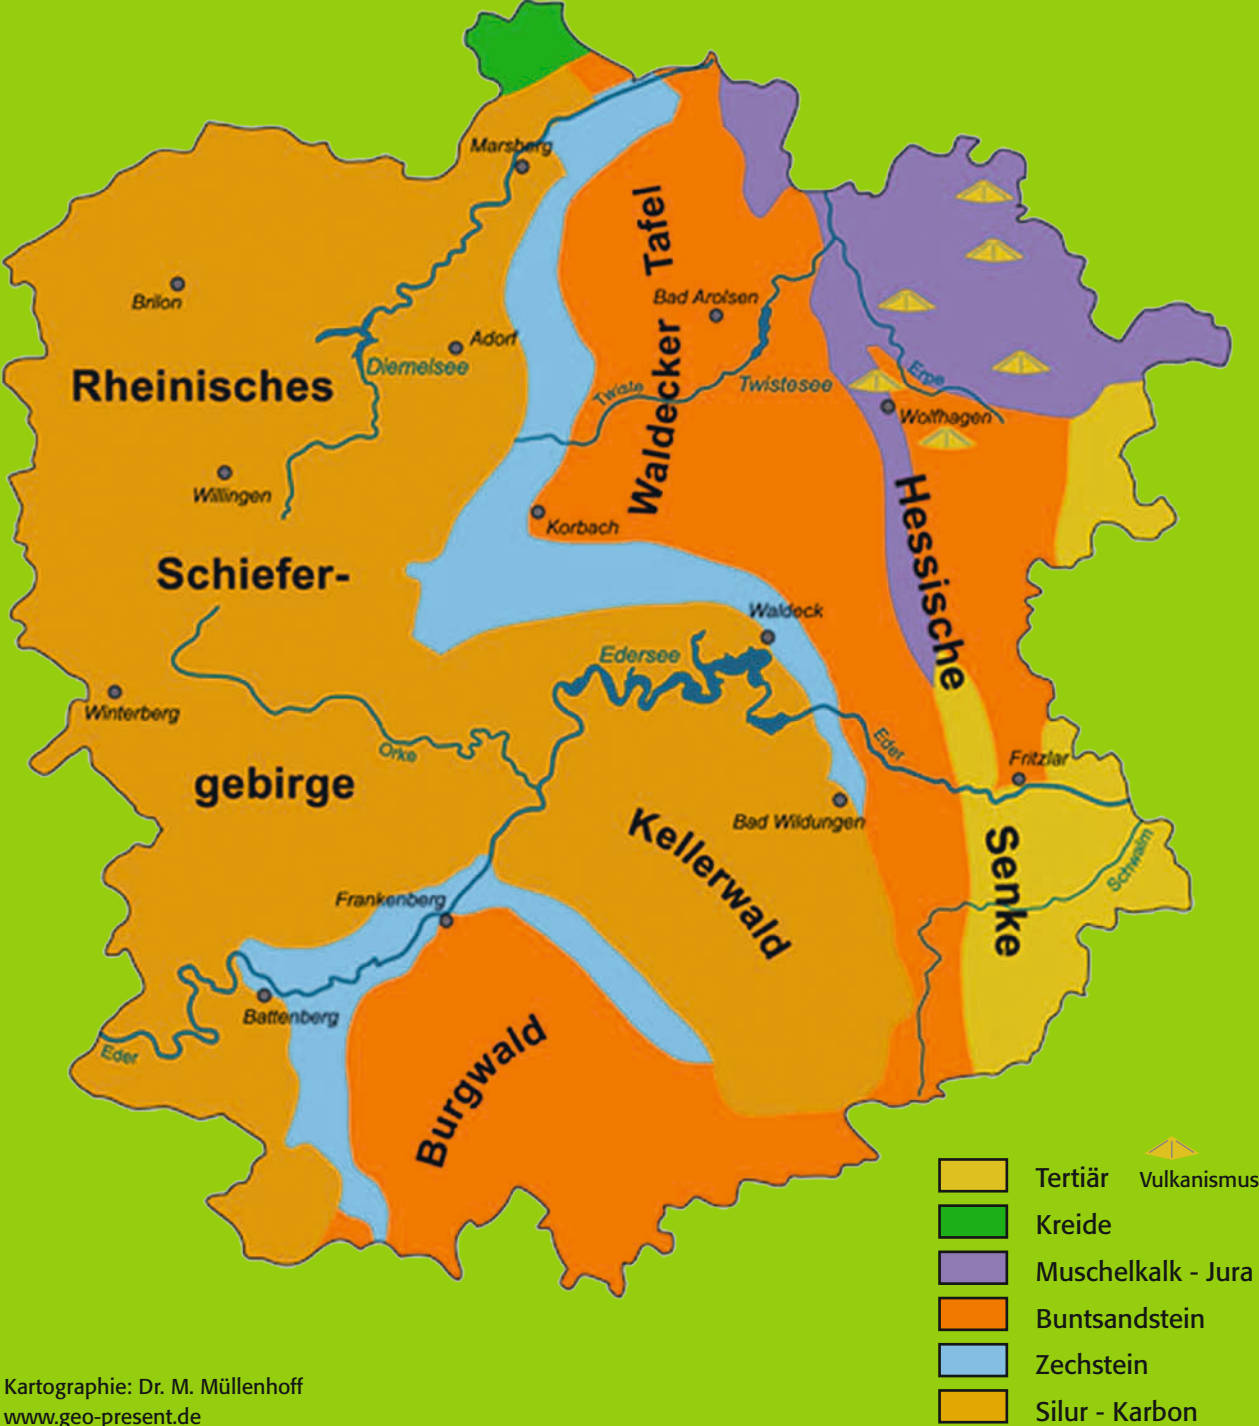 Marsberg
Tafel
Brilon
Bad Arolsen
Adorf
Diemelsee
Rheinisches
Twiste
Waldecker
Twistesee
Erpe
Wolfhagen
Willingen
Korbach
Hessische
Schiefer-
Waldeck
Edersee
Winterberg
Orke
Eder
Fritzlar
gebirge
Bad Wildungen
Kellerwald
Senke
Schwalm
Frankenberg
Battenberg
Eder
Burgwald
Tertiär
Vulkanismus
Kreide
Muschelkalk - Jura
Buntsandstein
Zechstein
Silur - Karbon
Kartographie: Dr. M. Müllenhoff
www.geo-present.de